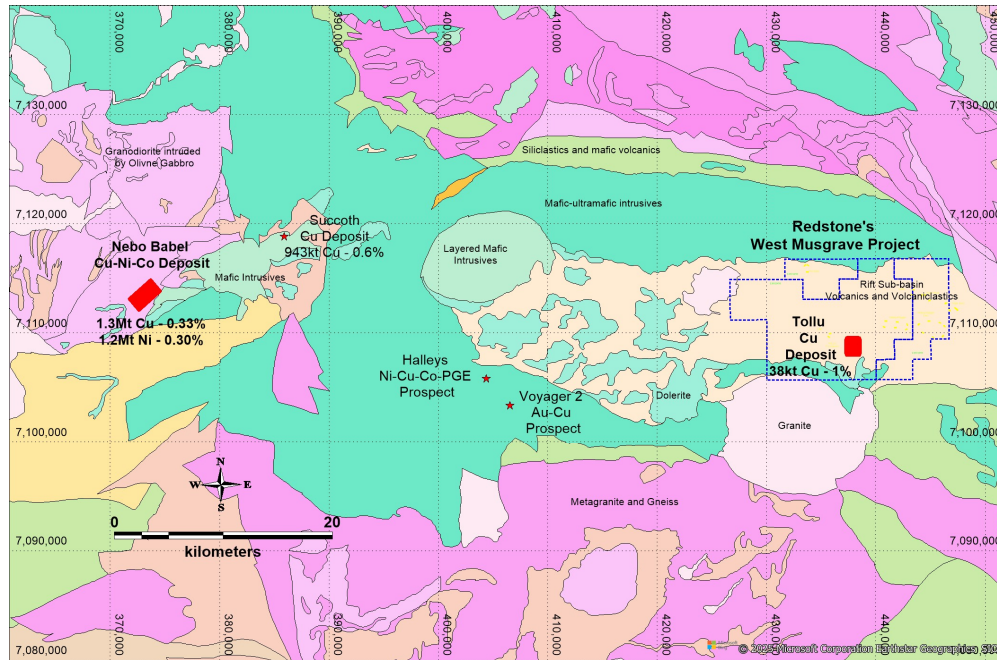 370,000
380,000
390,000
400,000
410,000
420,000
430,000
440,000
7,130,000
7,130,000
Granodiorite intruded
by Olivne Gabbro
Siliclastics and mafic volcanics
7,120,000
7,120,000
Mafic-ultramafic intrusives
Succoth
Cu Deposit
943kt Cu - 0.6%
Redstone's
West Musgrave Project
Nebo Babel
Cu-Ni-Co Deposit
Mafic Intrusives
Layered Mafic
Intrusives
Rift Sub-basin
Volcanics and Volcaniclastics
1.3Mt Cu - 0.33%
1.2Mt Ni - 0.30%
7,110,000
7,110,000
Tollu
Cu
Deposit
38kt Cu - 1%
Halleys
Ni-Cu-Co-PGE
Prospect
Voyager 2
Au-Cu
Prospect
Dolerite
Granite
7,100,000
7,100,000
N
W E
S
Metagranite and Gneiss
0 20
kilometers
7,090,000
7,090,000
7,080,000
370,000
380,000
390,000
400,000
410,000
420,000
430,000
© 2025 Microsoft Corporation Earthstar Geographics